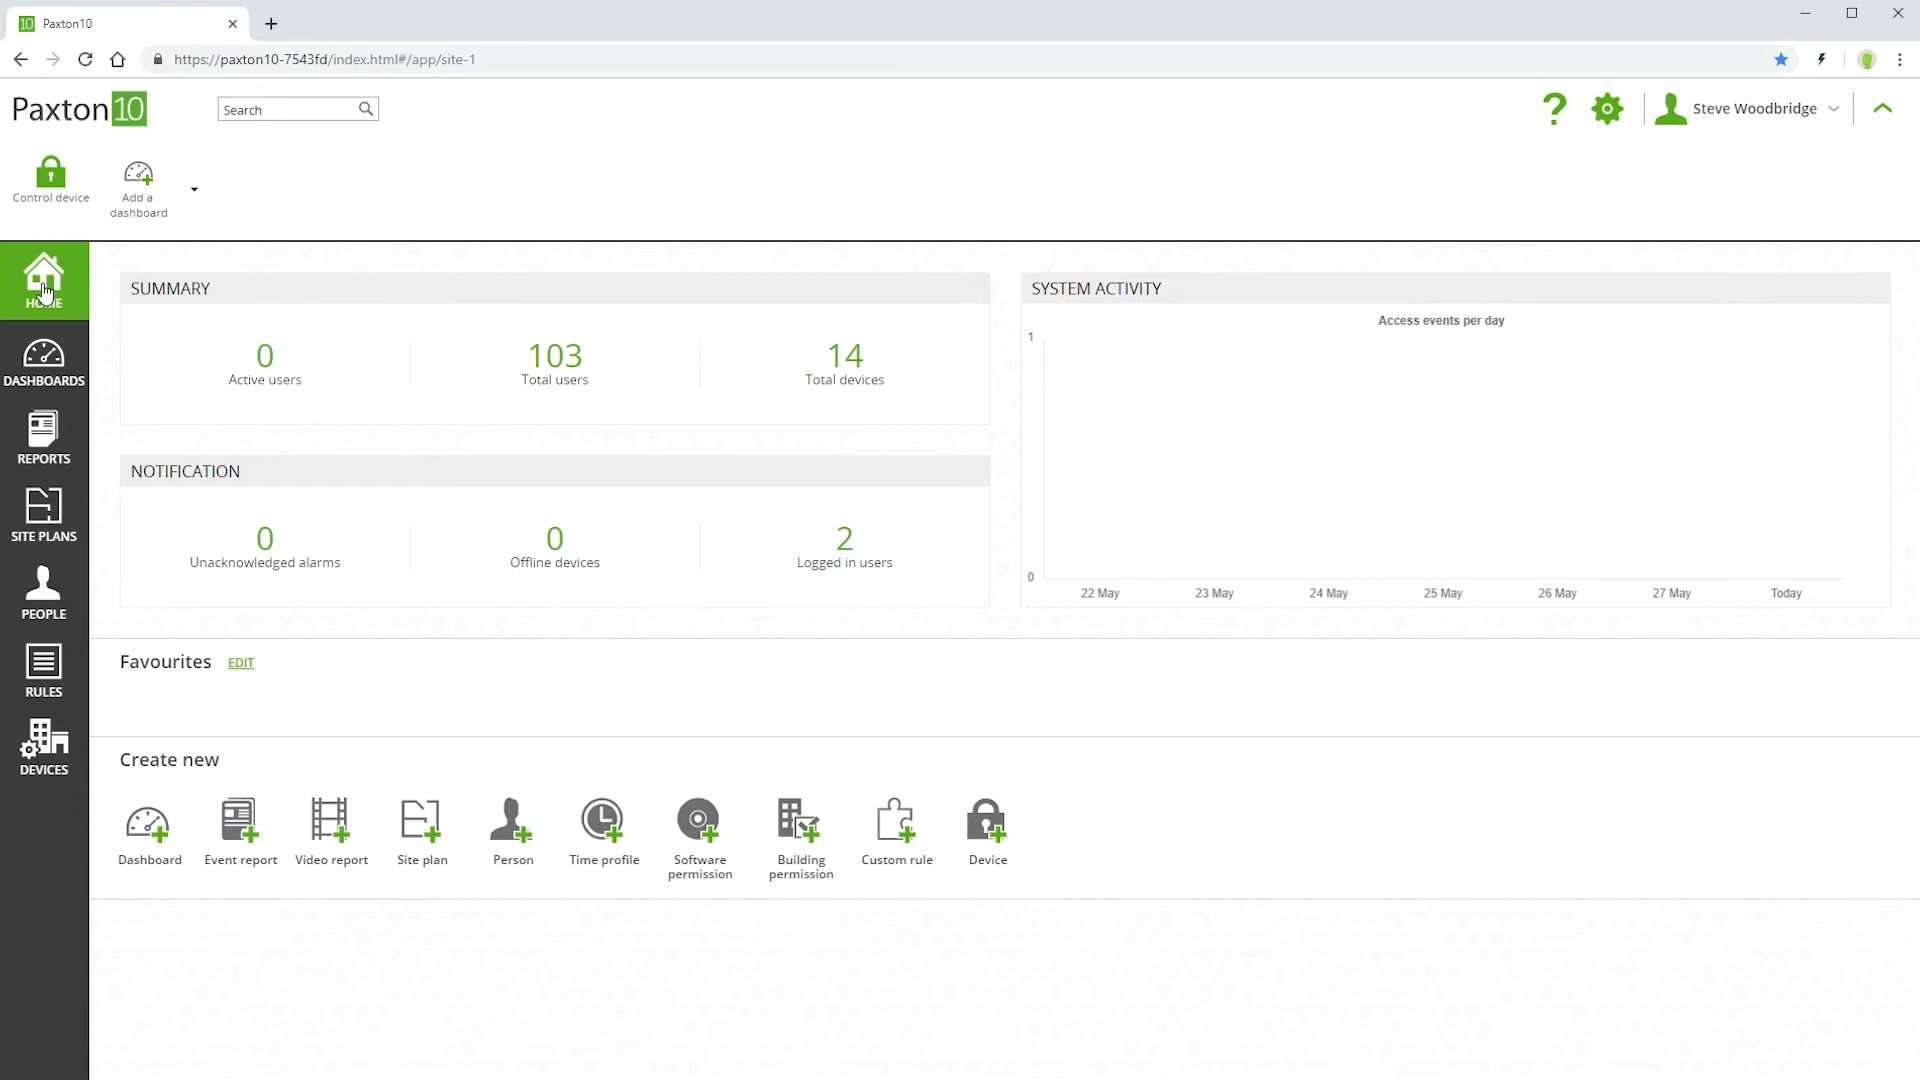 10 Paxton10
https://paxton10-7543fd/index.html#/app/site-1
Paxton10
Search
Steve Woodbridge
Control device
Add a
dashboard
HOME
DASHBOARDS
REPORTS
SITE PLANS
PEOPLE
RULES
DEVICES
SUMMARY
0
Active users
103
Total users
14
Total devices
NOTIFICATION
0
Unacknowledged alarms
0
Offline devices
2
Logged in users
SYSTEM ACTIVITY
Access events per day
1
0
22 May 23 May 24 May 25 May 26 May 27 May Today
Favourites EDIT
Create new
Dashboard
Event report
Video report
Site plan
Person
Time profile
Software
permission
Building
permission
Custom rule
Device